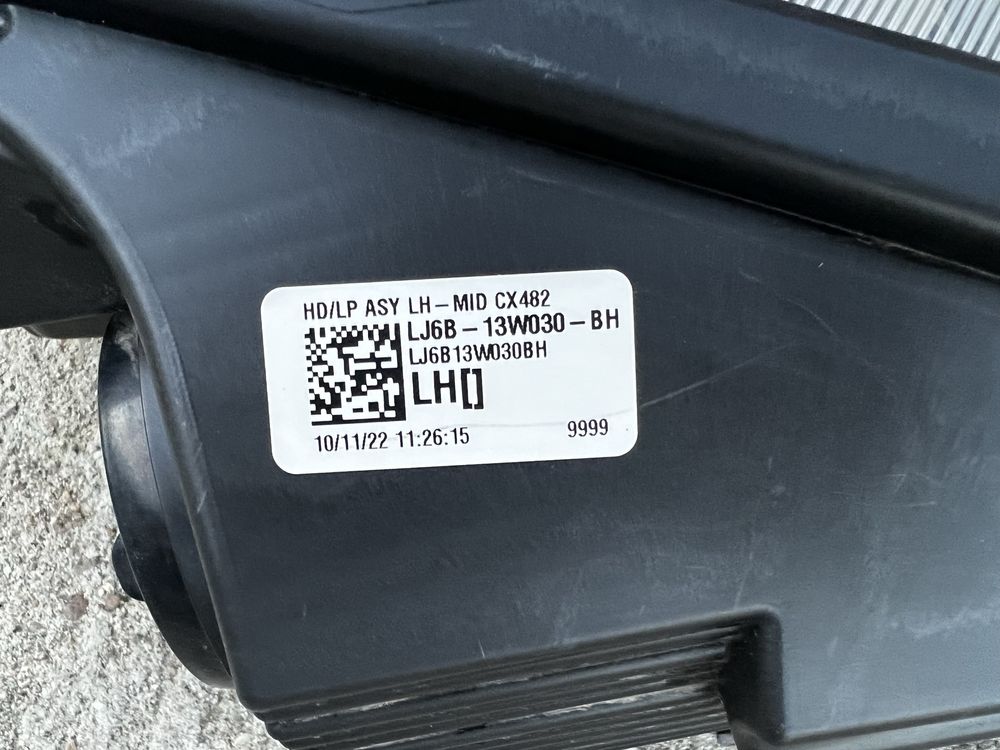 HD/LP ASY LH-MID CX482
LJ6B-13W030-BH
LJ6B13W030BH
LH[]
10/11/22 11:26:15 9999